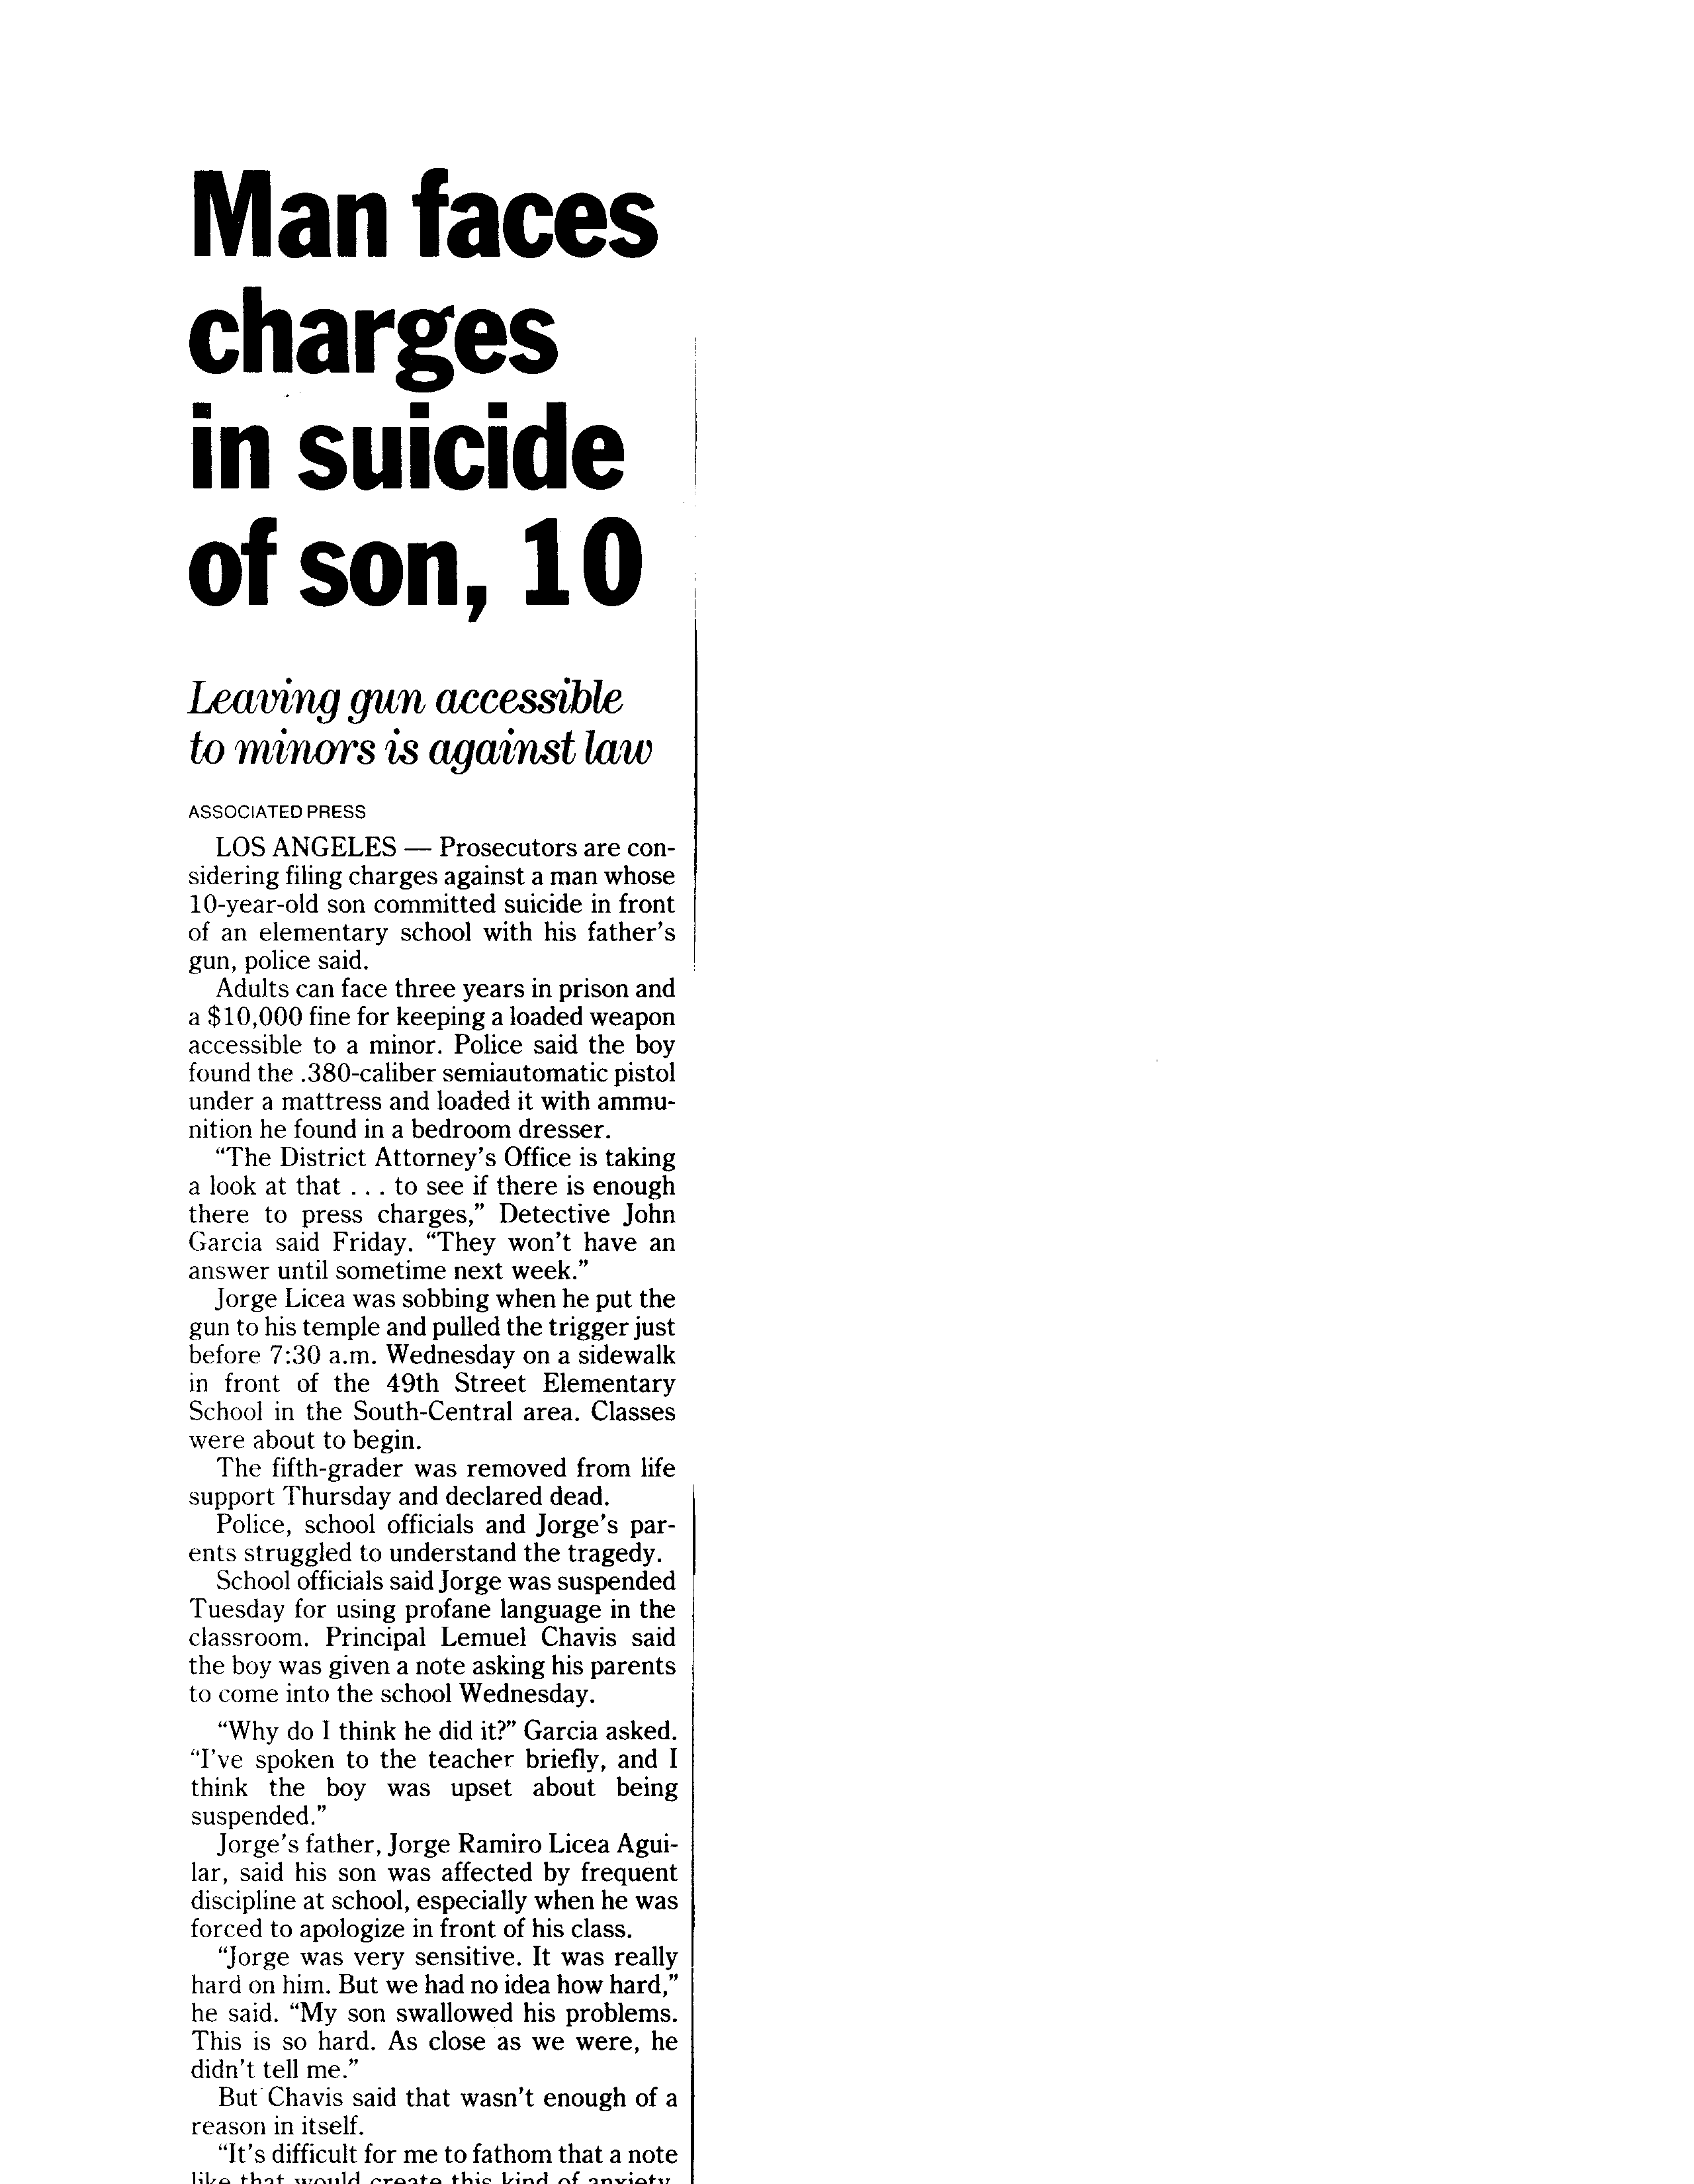 Man faces
charges
in suicide
of son, 10
Leaving gun accessible
to minors is against law
ASSOCIATED PRESS
LOS ANGELES — Prosecutors are con-
sidering filing charges against a man whose
10-year-old son committed suicide in front
of an elementary school with his father's
gun, police said.
Adults can face three years in prison and
a $10,000 fine for keeping a loaded weapon
accessible to a minor. Police said the boy
found the .380-caliber semiautomatic pistol
under a mattress and loaded it with ammu-
nition he found in a bedroom dresser.
“The District Attorney's Office is taking
a look at that . . . to see if there is enough
there to press charges,” Detective John
Garcia said Friday. “They won't have an
answer until sometime next week.”
Jorge Licea was sobbing when he put the
gun to his temple and pulled the trigger just
before 7:30 a.m. Wednesday on a sidewalk
in front of the 49th Street Elementary
School in the South-Central area. Classes
were about to begin.
The fifth-grader was removed from life
support Thursday and declared dead.
Police, school officials and Jorge's par-
ents struggled to understand the tragedy.
School officials said Jorge was suspended
Tuesday for using profane language in the
classroom. Principal Lemuel Chavis said
the boy was given a note asking his parents
to come into the school Wednesday.
“Why do I think he did it?” Garcia asked.
“I've spoken to the teacher briefly, and I
think the boy was upset about being
suspended.”
Jorge's father, Jorge Ramiro Licea Agui-
lar, said his son was affected by frequent
discipline at school, especially when he was
forced to apologize in front of his class.
“Jorge was very sensitive. It was really
hard on him. But we had no idea how hard,”
he said. “My son swallowed his problems.
This is so hard. As close as we were, he
didn't tell me.”
But Chavis said that wasn't enough of a
reason in itself.
“It's difficult for me to fathom that a note
like that would create this kind of anxiety